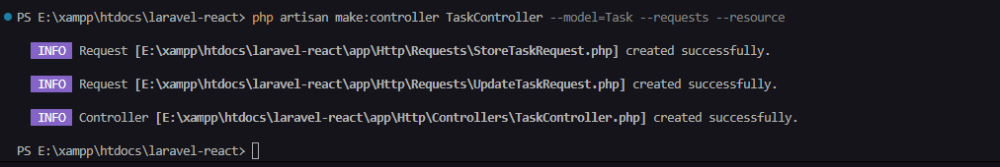 PS E:\xampp\htdocs\laravel-react> php artisan make:controller TaskController --model=Task --requests --resource
INFO Request [E:\xampp\htdocs\laravel-react\app\Http\Requests\StoreTaskRequest.php] created successfully.
INFO Request [E:\xampp\htdocs\laravel-react\app\Http\Requests\UpdateTaskRequest.php] created successfully.
INFO Controller [E:\xampp\htdocs\laravel-react\app\Http\Controllers\TaskController.php] created successfully.
PS E:\xampp\htdocs\laravel-react>